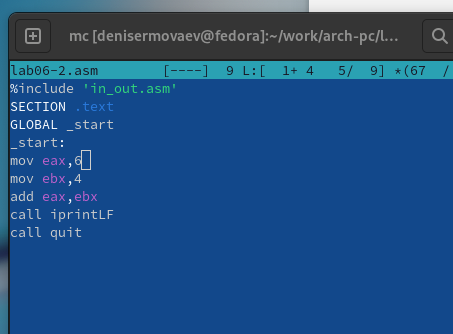 mc [denisermovaev@fedora]:~/work/arch-pc/l...
lab06-2.asm [----] 9 L:[ 1+ 4 5/ 9] *(67 /
%include 'in_out.asm'
SECTION .text
GLOBAL _start
_start:
mov eax,6
mov ebx,4
add eax,ebx
call iprintLF
call quit